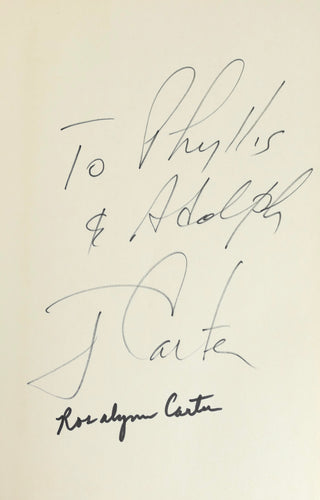 To Phyllis
& Adolph
J Carter
Rosalynn Carter